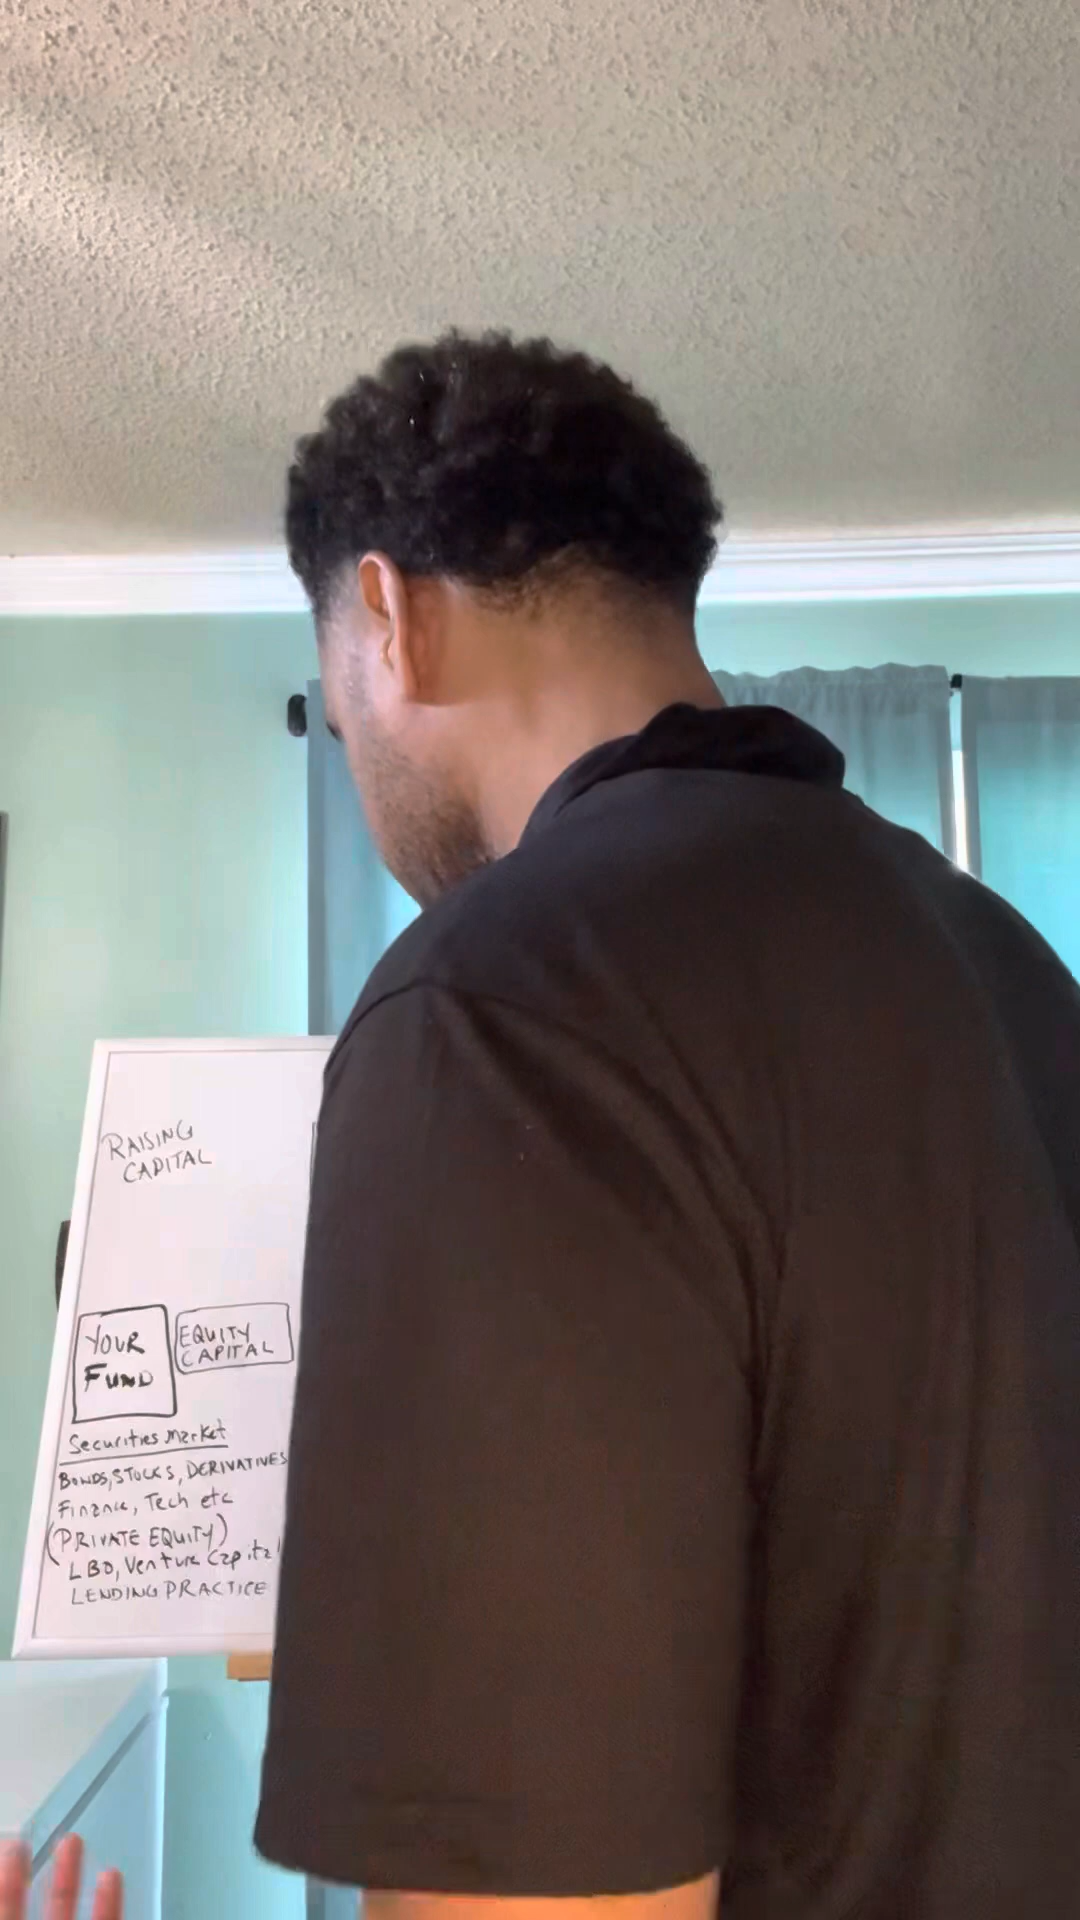 RAISING
CAPITAL
YOUR
FUND
EQUITY
CAPITAL
Securities Market
BONDS, STOCKS, DERIVATIVES
Finance, Tech etc
(PRIVATE EQUITY)
LBO, Venture Capital
LENDING PRACTICE